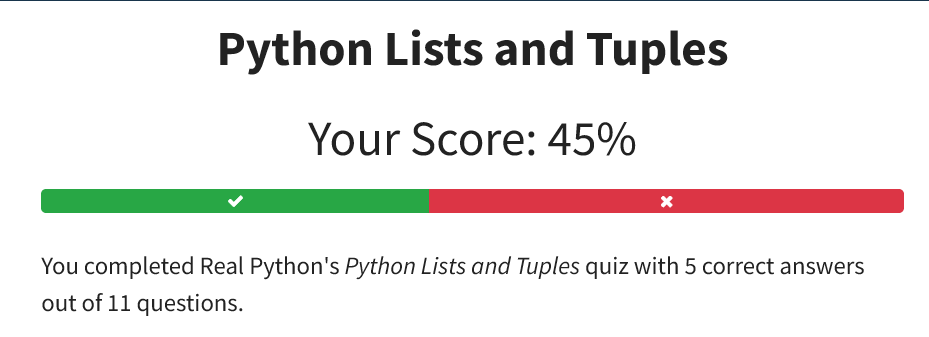 Python Lists and Tuples
Your Score: 45%
You completed Real Python's Python Lists and Tuples quiz with 5 correct answers
out of 11 questions.